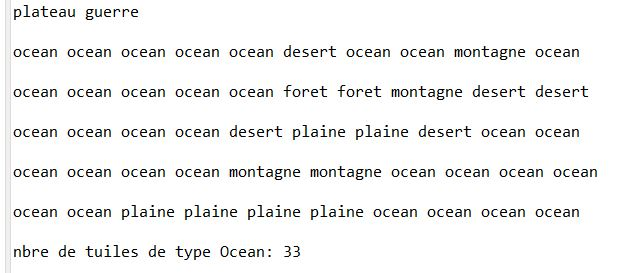 plateau guerre
ocean ocean ocean ocean ocean desert ocean ocean montagne ocean
ocean ocean ocean ocean ocean foret foret montagne desert desert
ocean ocean ocean ocean desert plaine plaine desert ocean ocean
ocean ocean ocean ocean montagne montagne ocean ocean ocean ocean
ocean ocean plaine plaine plaine plaine ocean ocean ocean ocean
nbre de tuiles de type Ocean: 33